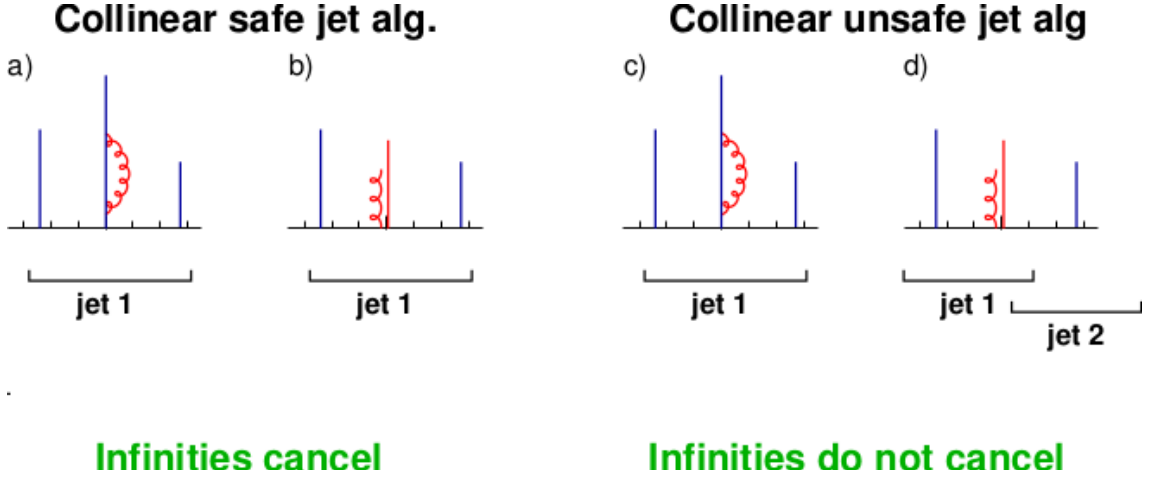 Collinear safe jet alg.
Collinear unsafe jet alg
a)
b)
c)
d)
jet 1
jet 1
jet 1
jet 1
jet 2
Infinities cancel
Infinities do not cancel